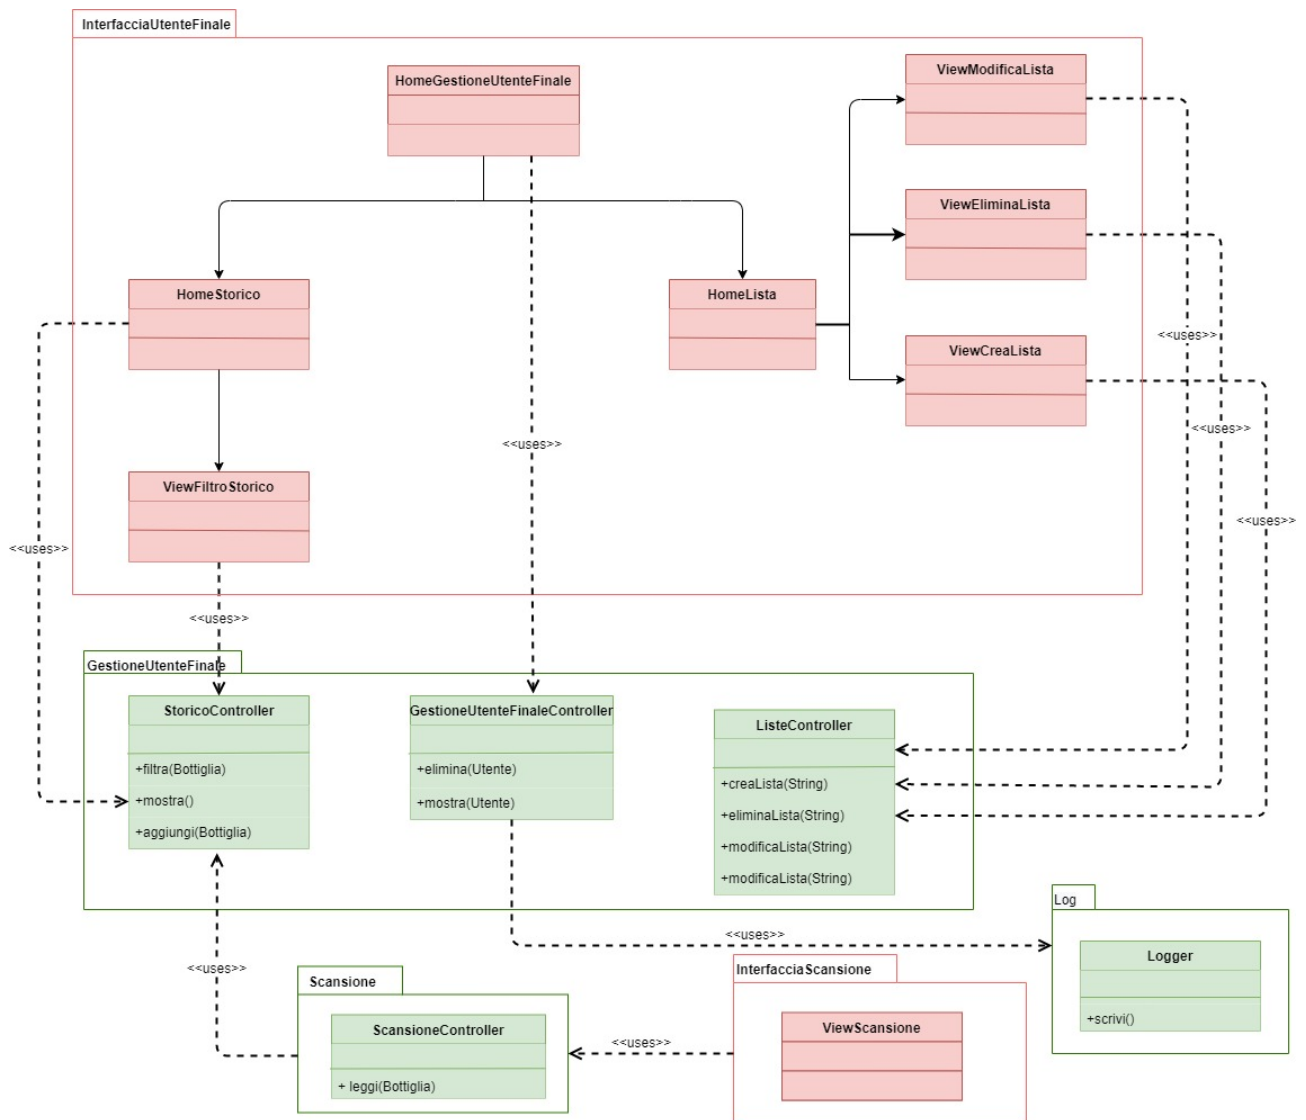 InterfacciaUtenteFinale
HomeGestioneUtenteFinale
ViewModificaLista
ViewEliminaLista
HomeStorico
HomeLista
<<uses>>
ViewCreaLista
<<uses>>
<<uses>>
ViewFiltroStorico
<<uses>>
<<uses>>
<<uses>>
GestioneUtenteFinale
StoricoController
+filtra(Bottiglia)
+mostra()
+aggiungi(Bottiglia)
GestioneUtenteFinaleController
+elimina(Utente)
+mostra(Utente)
ListeController
+creaLista(String)
+eliminaLista(String)
+modificaLista(String)
+modificaLista(String)
Log
<<uses>>
Logger
+scrivi()
<<uses>>
Scansione
ScansioneController
+ leggi(Bottiglia)
<<uses>>
InterfacciaScansione
ViewScansione